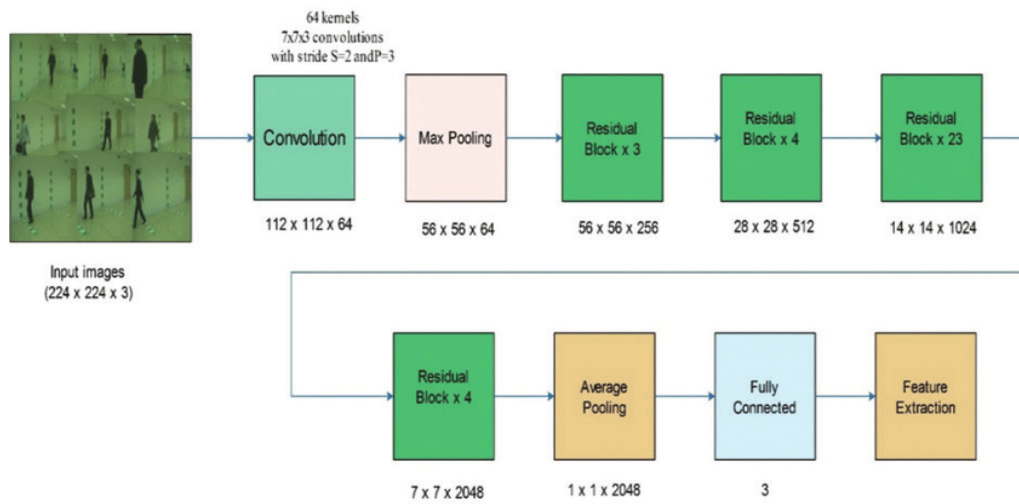 64 kernels
7x7x3 convolutions
with stride S=2 andP=3
Convolution
Max Pooling
Residual
Block x 3
Residual
Block x 4
Residual
Block x 23
112 x 112 x 64
56 x 56 x 64
56 x 56 x 256
28 x 28 x 512
14 x 14 x 1024
Input images
(224 x 224 x 3)
Residual
Block x 4
Average
Pooling
Fully
Connected
Feature
Extraction
7 x 7 x 2048
1 x 1 x 2048
3